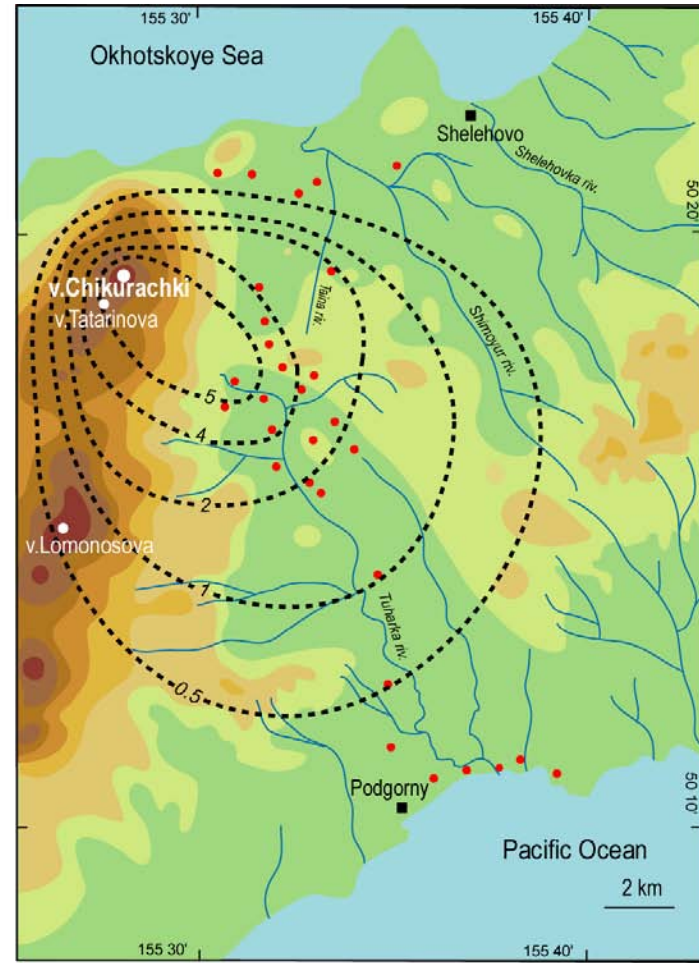 155 30'
155 40'
Okhotskoye Sea
Shelehovo
Shelehovka riv.
50 20'
v.Chikurachki
v.Tatarinova
Taina riv.
Shimoyur riv.
5
4
2
v.Lomonosova
1
Tuharka riv.
0.5
Podgorny
50 10'
Pacific Ocean
2 km
155 30'
155 40'